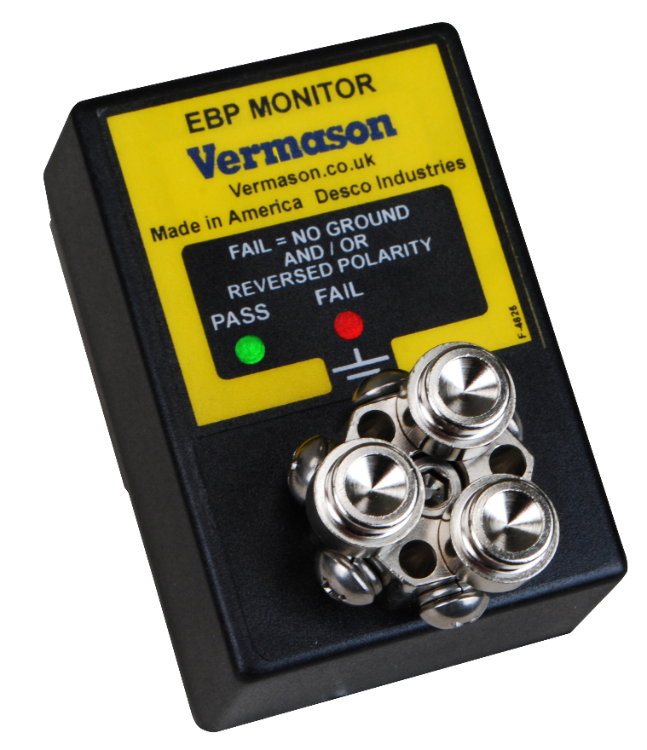 EBP MONITOR
Vermason
Vermason.co.uk
Made in America Desco Industries
FAIL = NO GROUND
AND / OR
REVERSED POLARITY
PASS FAIL
F-4626